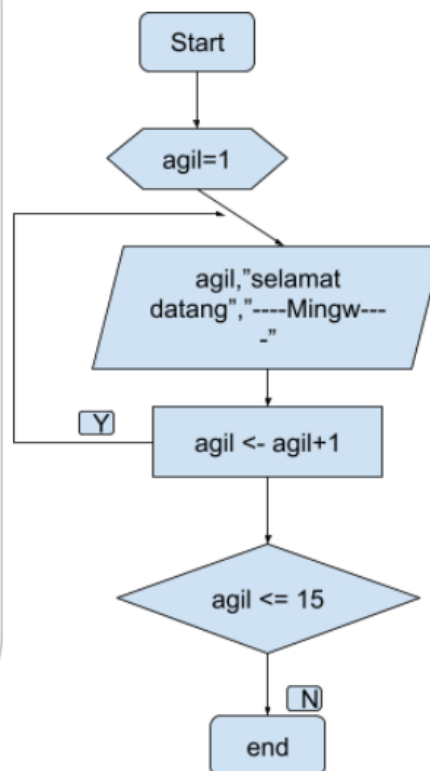 Start
agil=1
agil,”selamat
datang”,”----Mingw---
-”
Y
agil <- agil+1
agil <= 15
N
end